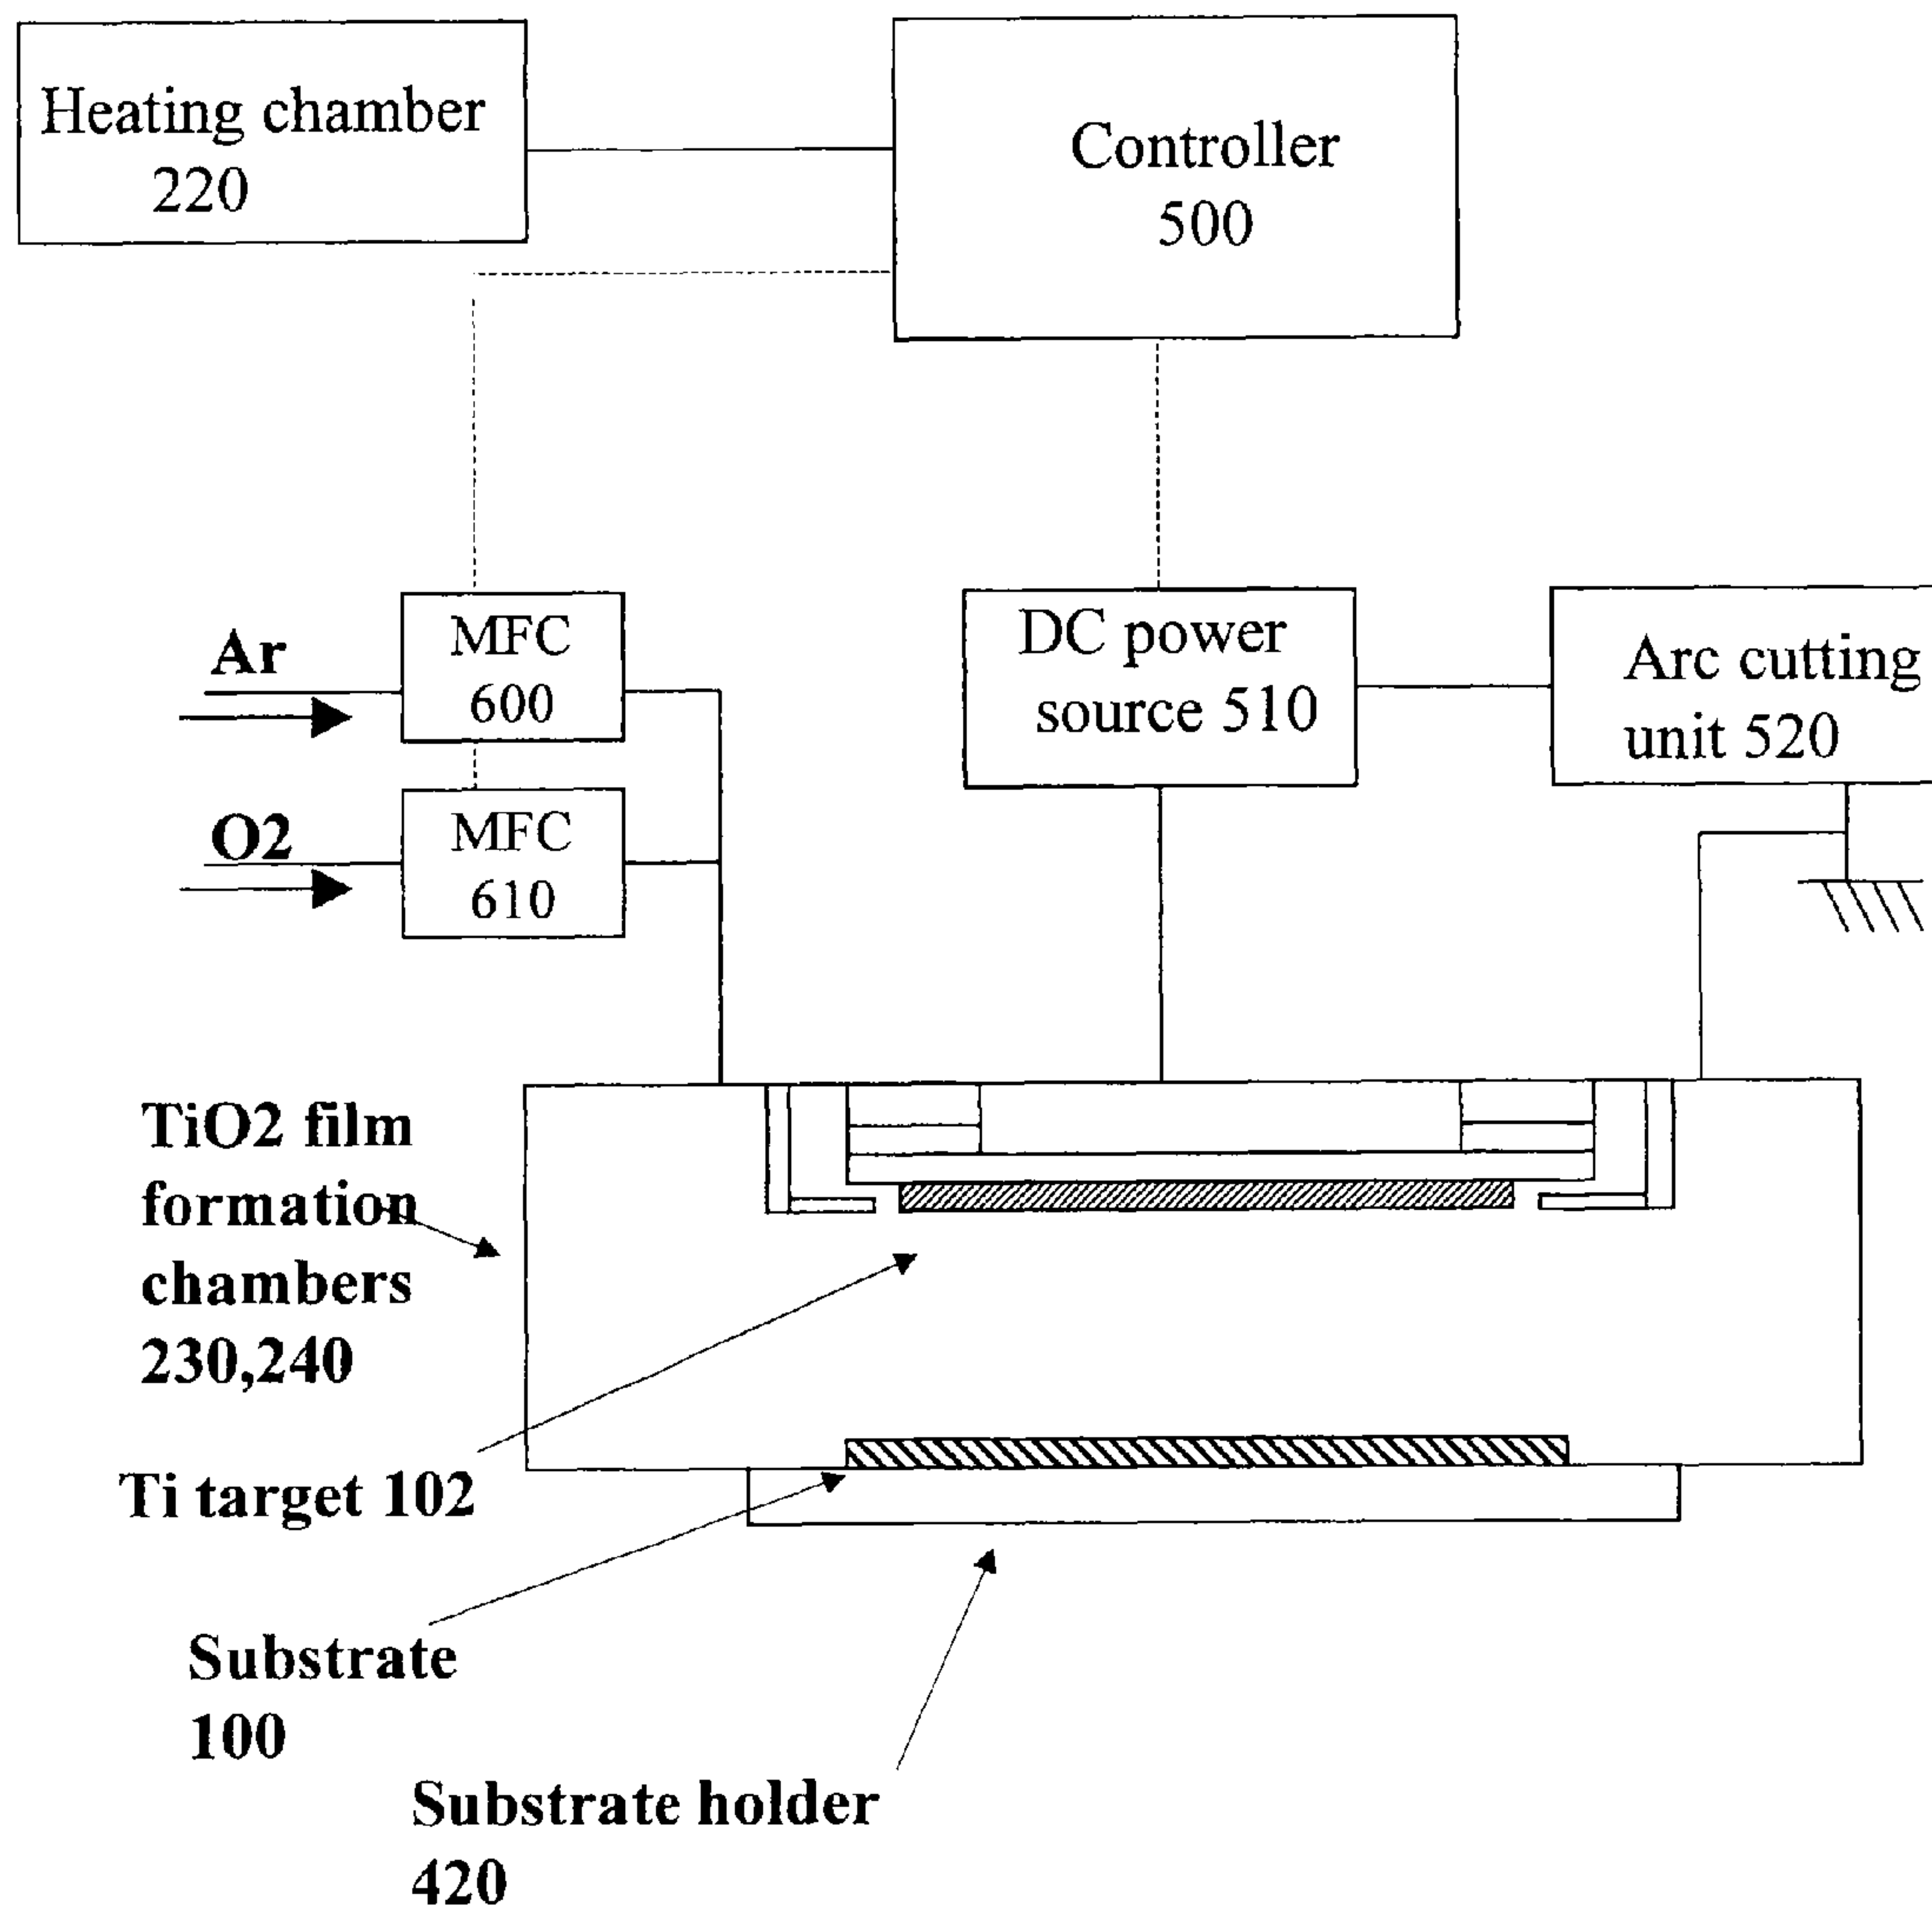 Heating chamber
220
Controller
500
Ar
MFC
600
DC power
source 510
Arc cutting
unit 520
O2
MFC
610
TiO2 film
formation
chambers
230,240
Ti target 102
Substrate
100
Substrate holder
420